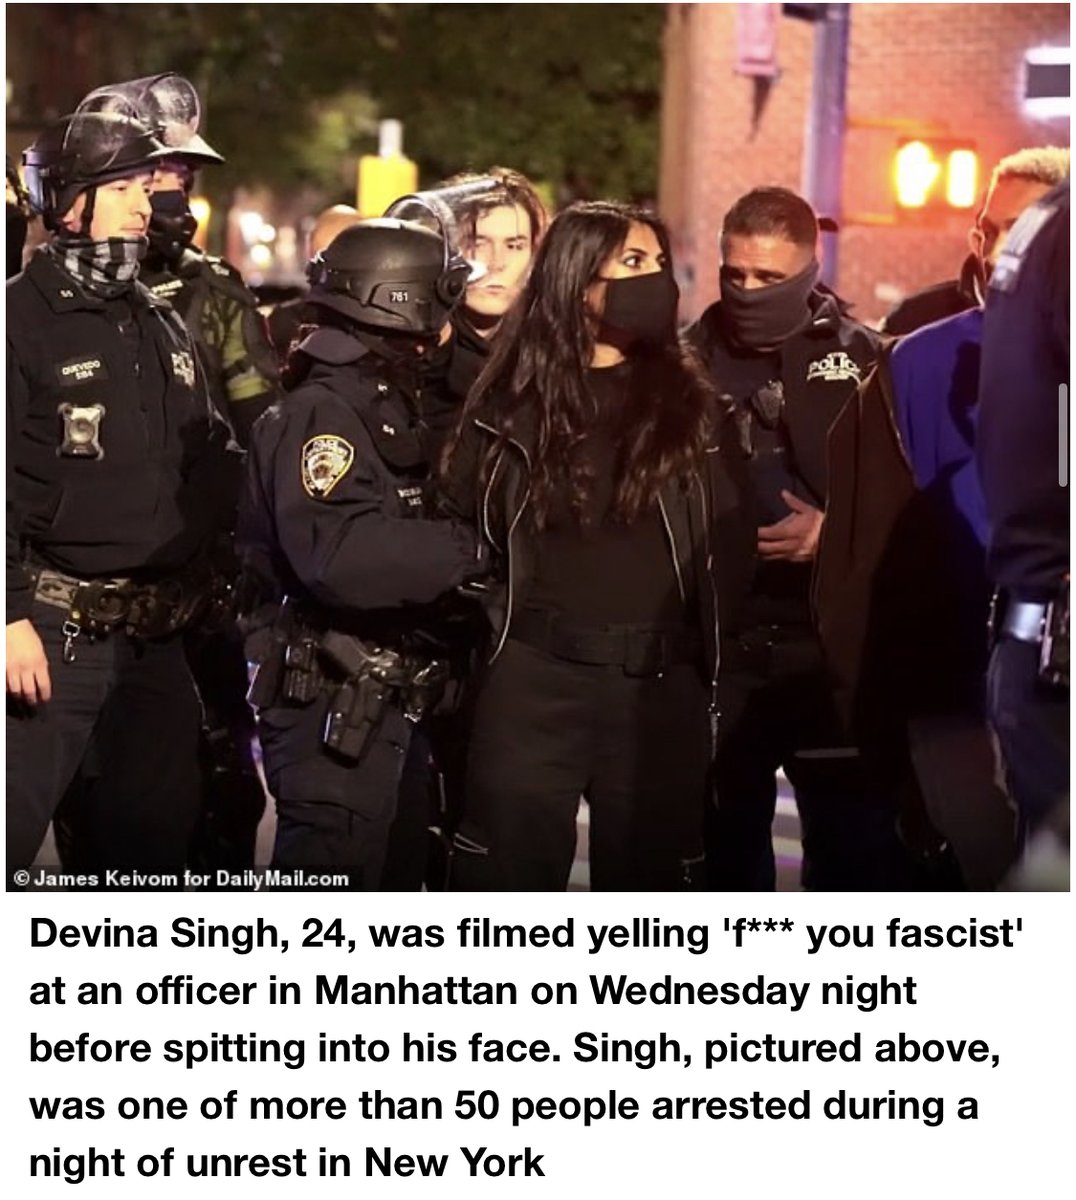 761
QUEVEDO
POLICE
© James Keivom for DailyMail.com
Devina Singh, 24, was filmed yelling 'f*** you fascist'
at an officer in Manhattan on Wednesday night
before spitting into his face. Singh, pictured above,
was one of more than 50 people arrested during a
night of unrest in New York